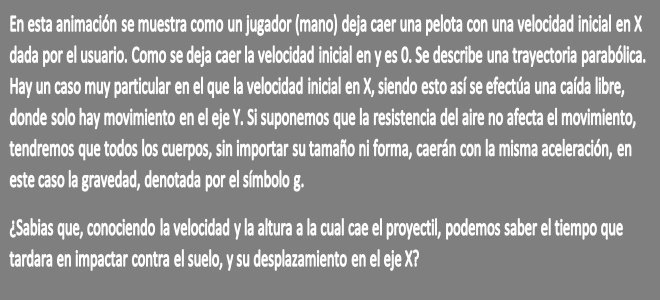 En esta animación se muestra como un jugador (mano) deja caer una pelota con una velocidad inicial en X
dada por el usuario. Como se deja caer la velocidad inicial en y es 0. Se describe una trayectoria parabólica.
Hay un caso muy particular en el que la velocidad inicial en X, siendo esto así se efectúa una caída libre,
donde solo hay movimiento en el eje Y. Si suponemos que la resistencia del aire no afecta el movimiento,
tendremos que todos los cuerpos, sin importar su tamaño ni forma, caerán con la misma aceleración, en
este caso la gravedad, denotada por el símbolo g.
¿Sabias que, conociendo la velocidad y la altura a la cual cae el proyectil, podemos saber el tiempo que
tardara en impactar contra el suelo, y su desplazamiento en el eje X?